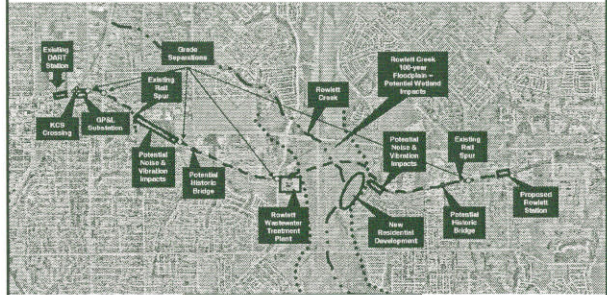 Existing
DART
Station
Grade
Separations
Existing
Rail
Spur
KCS
Crossing
GP&L
Substation
Potential
Noise &
Vibration
Impacts
Potential
Historic
Bridge
Rowlett
Wastewater
Treatment
Plant
Rowlett
Creek
Rowlett Creek
100-year
Floodplain –
Potential Wetland
Impacts
Potential
Noise &
Vibration
Impacts
Existing
Rail
Spur
New
Residential
Development
Potential
Historic
Bridge
Proposed
Rowlett
Station